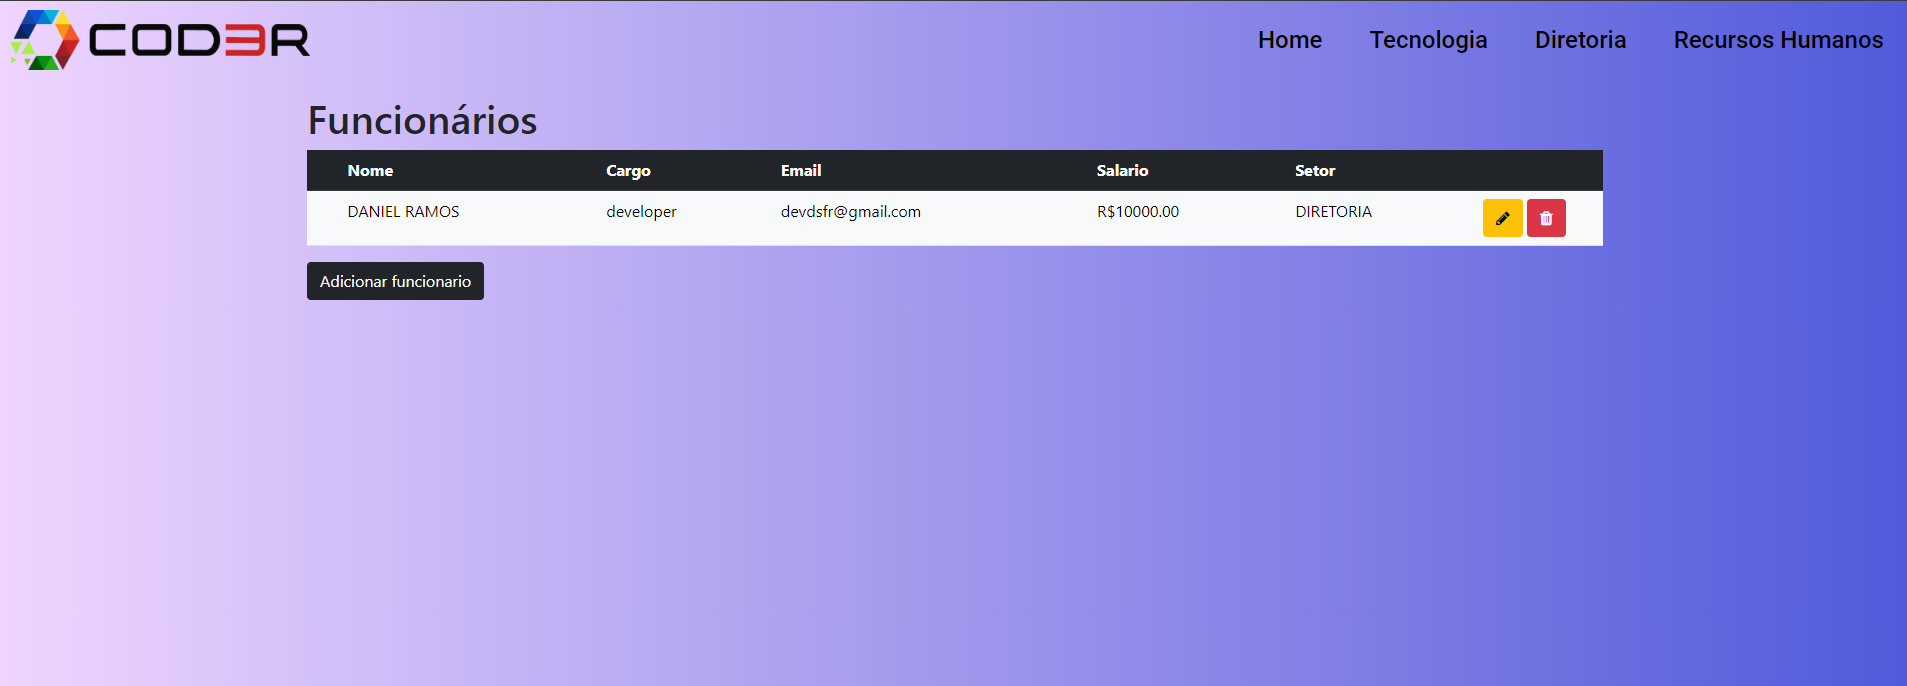 COD3R
Home Tecnologia Diretoria Recursos Humanos
Funcionários
Nome Cargo Email Salario Setor
DANIEL RAMOS developer devdsfr@gmail.com R$10000.00 DIRETORIA
Adicionar funcionario